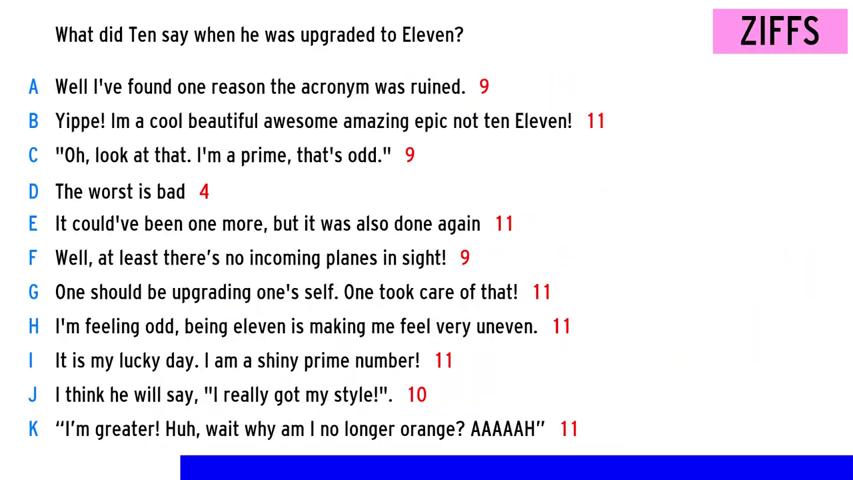 What did Ten say when he was upgraded to Eleven?
ZIFFS
A Well I've found one reason the acronym was ruined. 9
B Yippe! Im a cool beautiful awesome amazing epic not ten Eleven! 11
C "Oh, look at that. I'm a prime, that's odd." 9
D The worst is bad 4
E It could've been one more, but it was also done again 11
F Well, at least there’s no incoming planes in sight! 9
G One should be upgrading one's self. One took care of that! 11
H I'm feeling odd, being eleven is making me feel very uneven. 11
I It is my lucky day. I am a shiny prime number! 11
J I think he will say, "I really got my style!". 10
K “I’m greater! Huh, wait why am I no longer orange? AAAAAH” 11